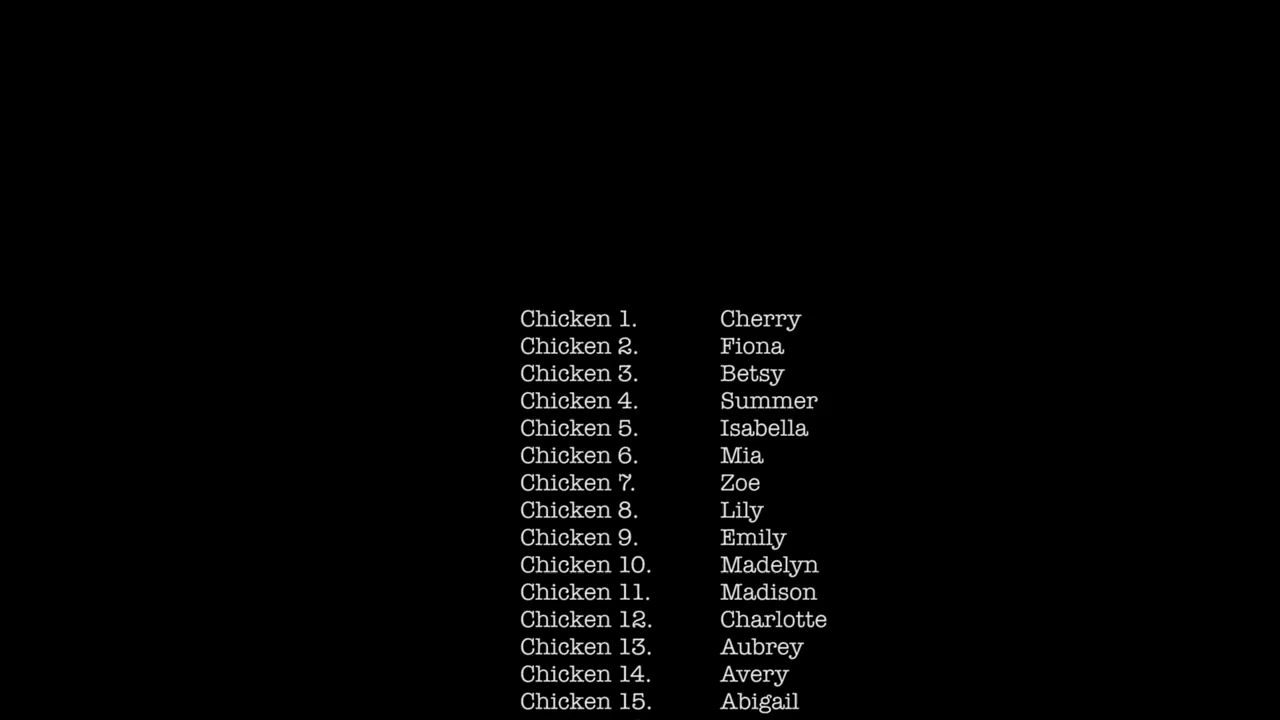 Chicken 1. Cherry
Chicken 2. Fiona
Chicken 3. Betsy
Chicken 4. Summer
Chicken 5. Isabella
Chicken 6. Mia
Chicken 7. Zoe
Chicken 8. Lily
Chicken 9. Emily
Chicken 10. Madelyn
Chicken 11. Madison
Chicken 12. Charlotte
Chicken 13. Aubrey
Chicken 14. Avery
Chicken 15. Abigail